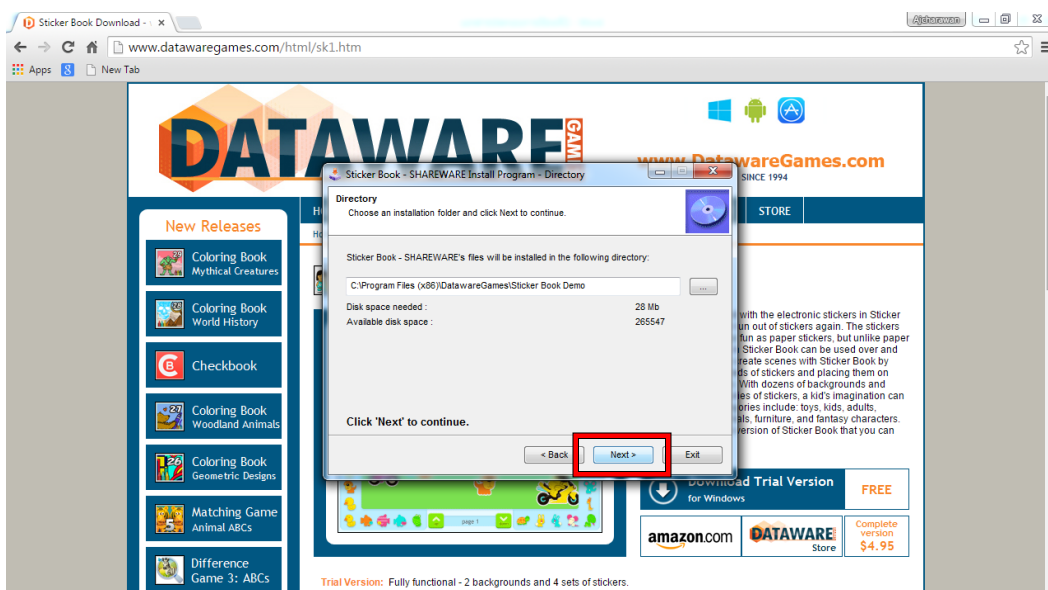 Sticker Book Download -
Ajcharawan
www.datawaregames.com/html/sk1.htm
Apps
8
New Tab
DATAWARE
GAM
www.DatawareGames.com
SINCE 1994
STORE
New Releases
Coloring Book
Mythical Creatures
Coloring Book
World History
Checkbook
Coloring Book
Woodland Animals
Coloring Book
Geometric Designs
Matching Game
Animal ABCs
Difference
Game 3: ABCs
Sticker Book - SHAREWARE Install Program - Directory
Directory
Choose an installation folder and click Next to continue.
Sticker Book - SHAREWARE's files will be installed in the following directory:
C:\Program Files (x86)\DatawareGames\Sticker Book Demo
...
Disk space needed : 28 Mb
Available disk space : 265547
Click 'Next' to continue.
< Back Next > Exit
with the electronic stickers in Sticker
un out of stickers again. The stickers
fun as paper stickers, but unlike paper
Sticker Book can be used over and
create scenes with Sticker Book by
ds of stickers and placing them on
With dozens of backgrounds and
es of stickers, a kid's imagination can
ories include: toys, kids, adults,
als, furniture, and fantasy characters.
version of Sticker Book that you can
page 1
Download Trial Version
for Windows
FREE
amazon.com
DATAWARE
Store
Complete
version
$4.95
Trial Version: Fully functional - 2 backgrounds and 4 sets of stickers.